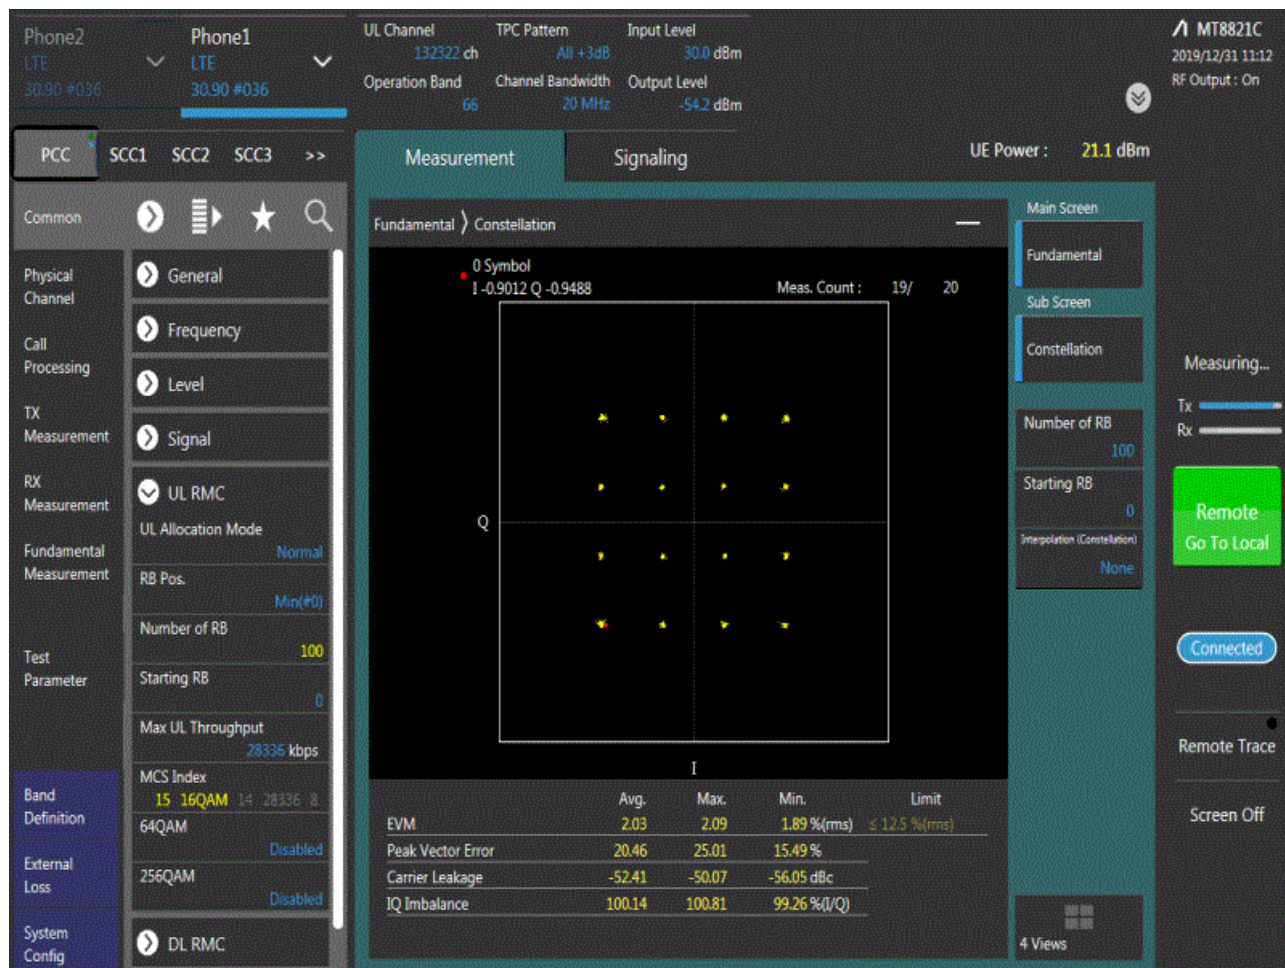 Phone2
LTE
30.90 #036
Phone1
LTE
30.90 #036
UL Channel
132322 ch
TPC Pattern
All +3dB
Input Level
30.0 dBm
Operation Band
66
Channel Bandwidth
20 MHz
Output Level
-54.2 dBm
MT8821C
2019/12/31 11:12
RF Output : On
PCC SCC1 SCC2 SCC3 >>
Measurement
Signaling
UE Power : 21.1 dBm
Common
Physical
Channel
Call
Processing
TX
Measurement
RX
Measurement
Fundamental
Measurement
Test
Parameter
Band
Definition
External
Loss
System
Config
General
Frequency
Level
Signal
UL RMC
UL Allocation Mode
Normal
RB Pos.
Min(#0)
Number of RB
100
Starting RB
0
Max UL Throughput
28336 kbps
MCS Index
15 16QAM 14 28336 8
64QAM
Disabled
256QAM
Disabled
DL RMC
Fundamental 〉 Constellation
0 Symbol
I -0.9012 Q -0.9488
Meas. Count : 19/ 20
Q
I
Avg. Max. Min. Limit
EVM 2.03 2.09 1.89 %(rms) ≤ 12.5 %(rms)
Peak Vector Error 20.46 25.01 15.49 %
Carrier Leakage -52.41 -50.07 -56.05 dBc
IQ Imbalance 100.14 100.81 99.26 %(I/Q)
Main Screen
Fundamental
Sub Screen
Constellation
Number of RB
100
Starting RB
0
Interpolation (Constellation)
None
4 Views
Measuring...
Tx
Rx
Remote
Go To Local
Connected
Remote Trace
Screen Off